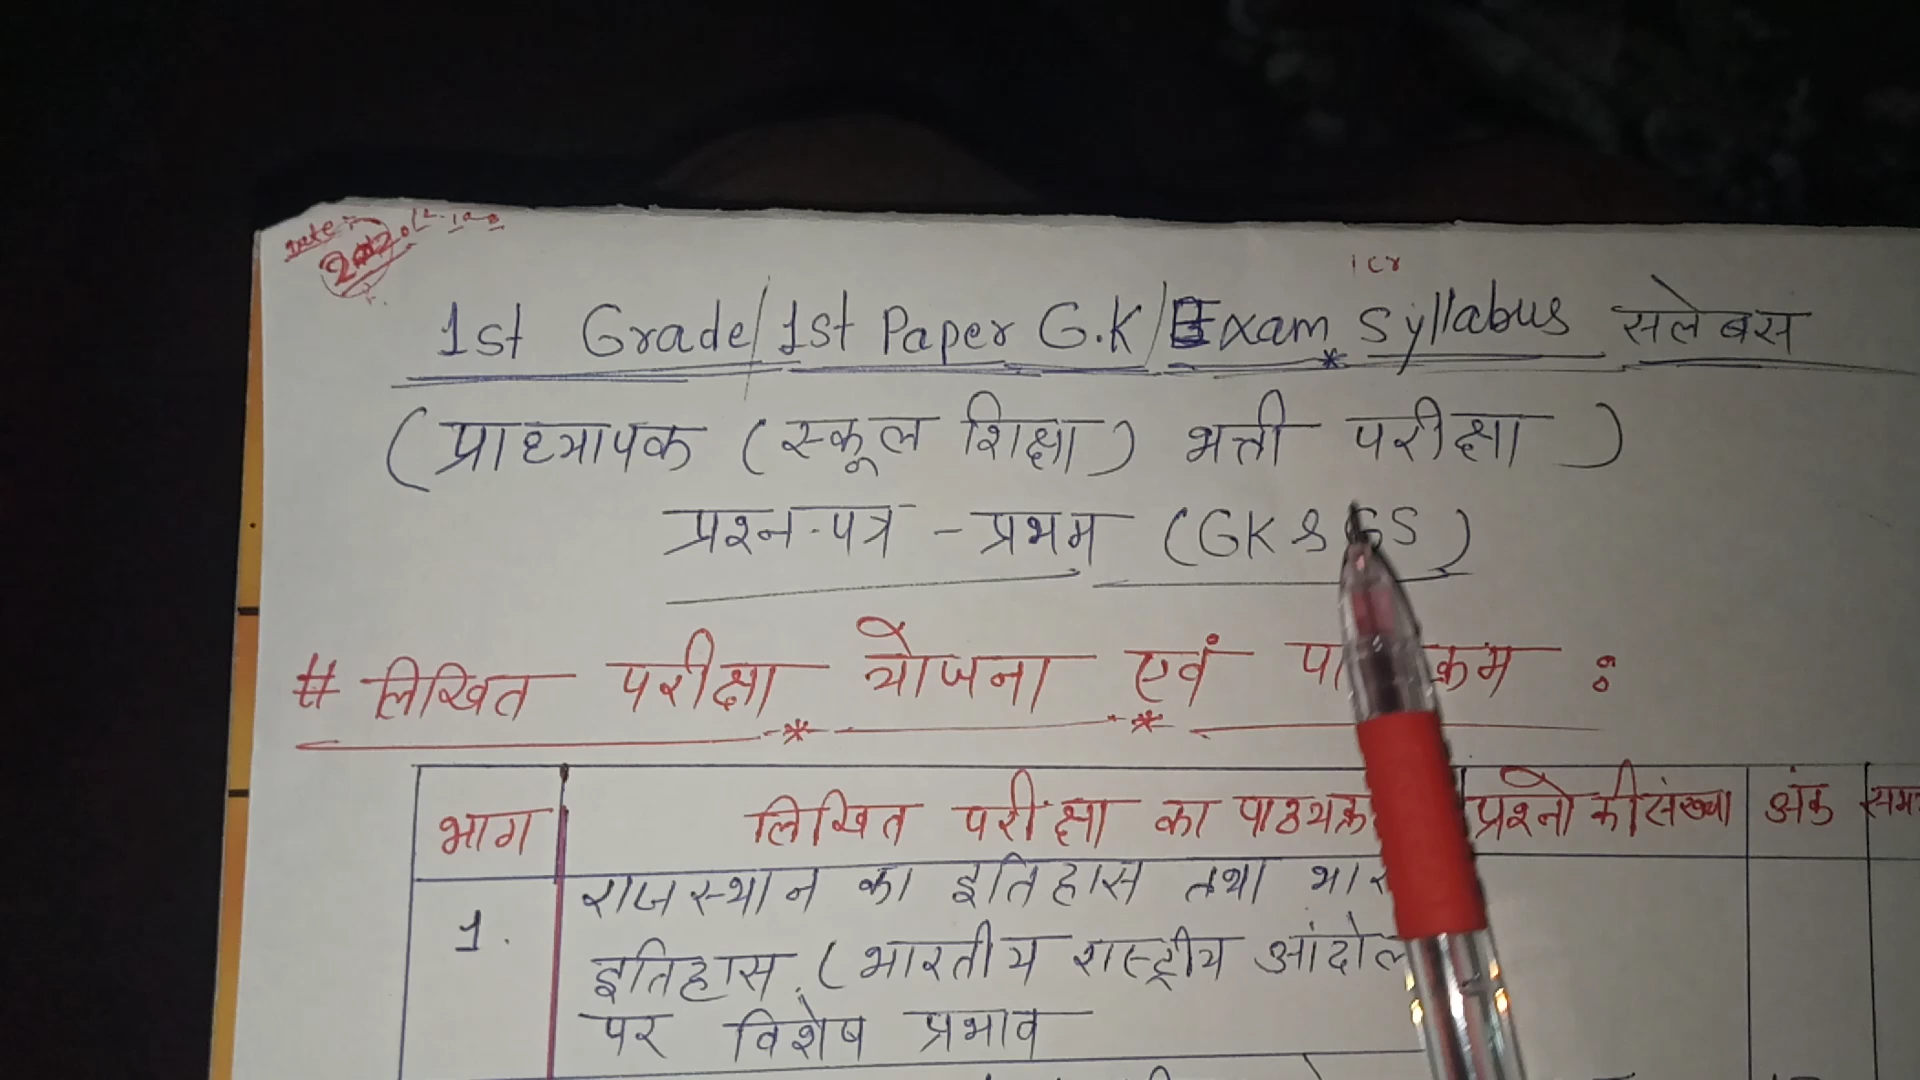 Date :-
1st Grade/1st Paper G.K/Exam Syllabus सलेबस
(प्राध्यापक (स्कूल शिक्षा) भर्ती परीक्षा)
प्रश्न-पत्र - प्रथम (GK & GS)
# लिखित परीक्षा योजना एवं :
भाग लिखित परीक्षा का प्रश्नो की संख्या अंक
1. राजस्थान का इतिहास तथा
इतिहास (भारतीय राष्ट्रीय
पर विशेष प्रभाव